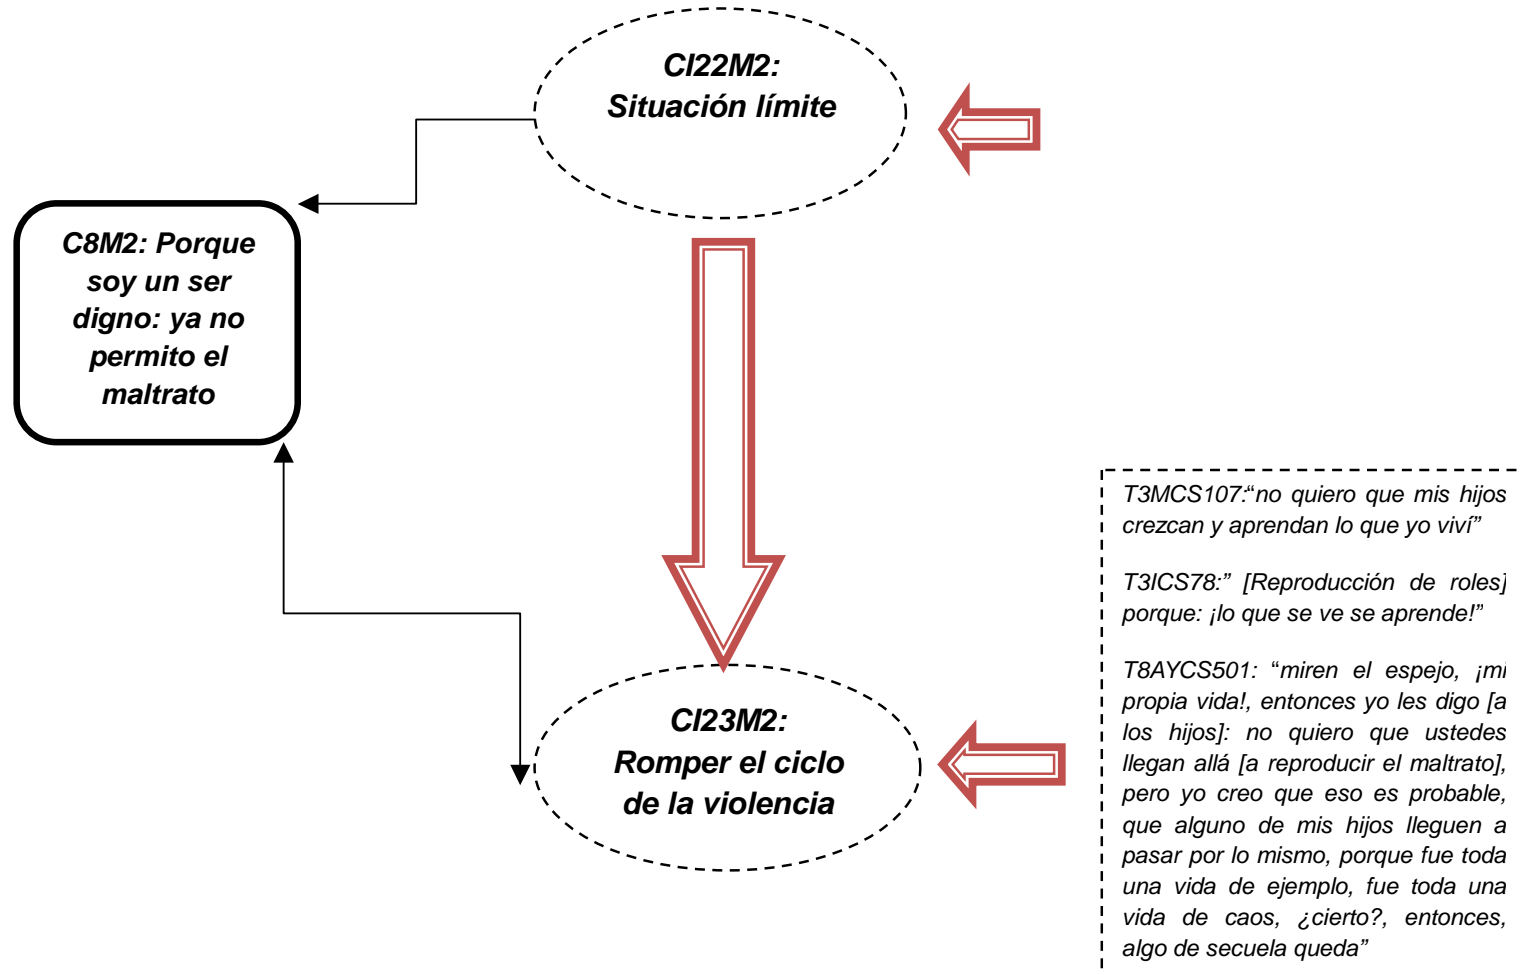 CI22M2:
Situación límite
C8M2: Porque
soy un ser
digno: ya no
permito el
maltrato
CI23M2:
Romper el ciclo
de la violencia
T3MCS107:“no quiero que mis hijos
crezcan y aprendan lo que yo viví”
T3ICS78:” [Reproducción de roles]
porque: ¡lo que se ve se aprende!”
T8AYCS501: “miren el espejo, ¡mi
propia vida!, entonces yo les digo [a
los hijos]: no quiero que ustedes
llegan allá [a reproducir el maltrato],
pero yo creo que eso es probable,
que alguno de mis hijos lleguen a
pasar por lo mismo, porque fue toda
una vida de ejemplo, fue toda una
vida de caos, ¿cierto?, entonces,
algo de secuela queda”